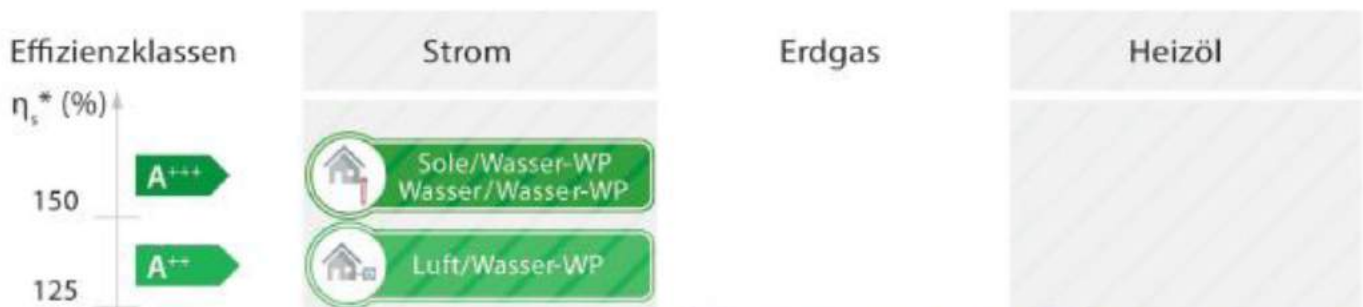 Effizienzklassen Strom Erdgas Heizöl
ηs* (%)
A+++ Sole/Wasser-WP
Wasser/Wasser-WP
150
A++ Luft/Wasser-WP
125